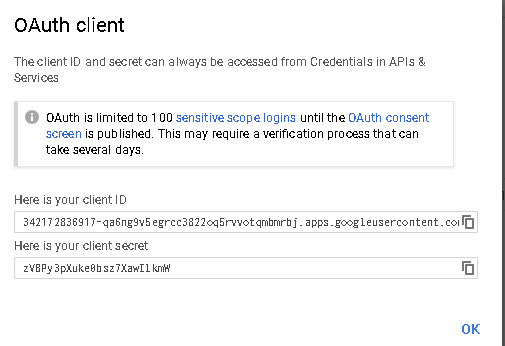 OAuth client
The client ID and secret can always be accessed from Credentials in APIs &
Services
OAuth is limited to 100 sensitive scope logins until the OAuth consent
screen is published. This may require a verification process that can
take several days.
Here is your client ID
342172836917-qa6ng9v5egrcc3822oq5rvvotqmbmrbj.apps.googleusercontent.co
Here is your client secret
zVBPy3pXuke0bsz7XawIlkmW
OK